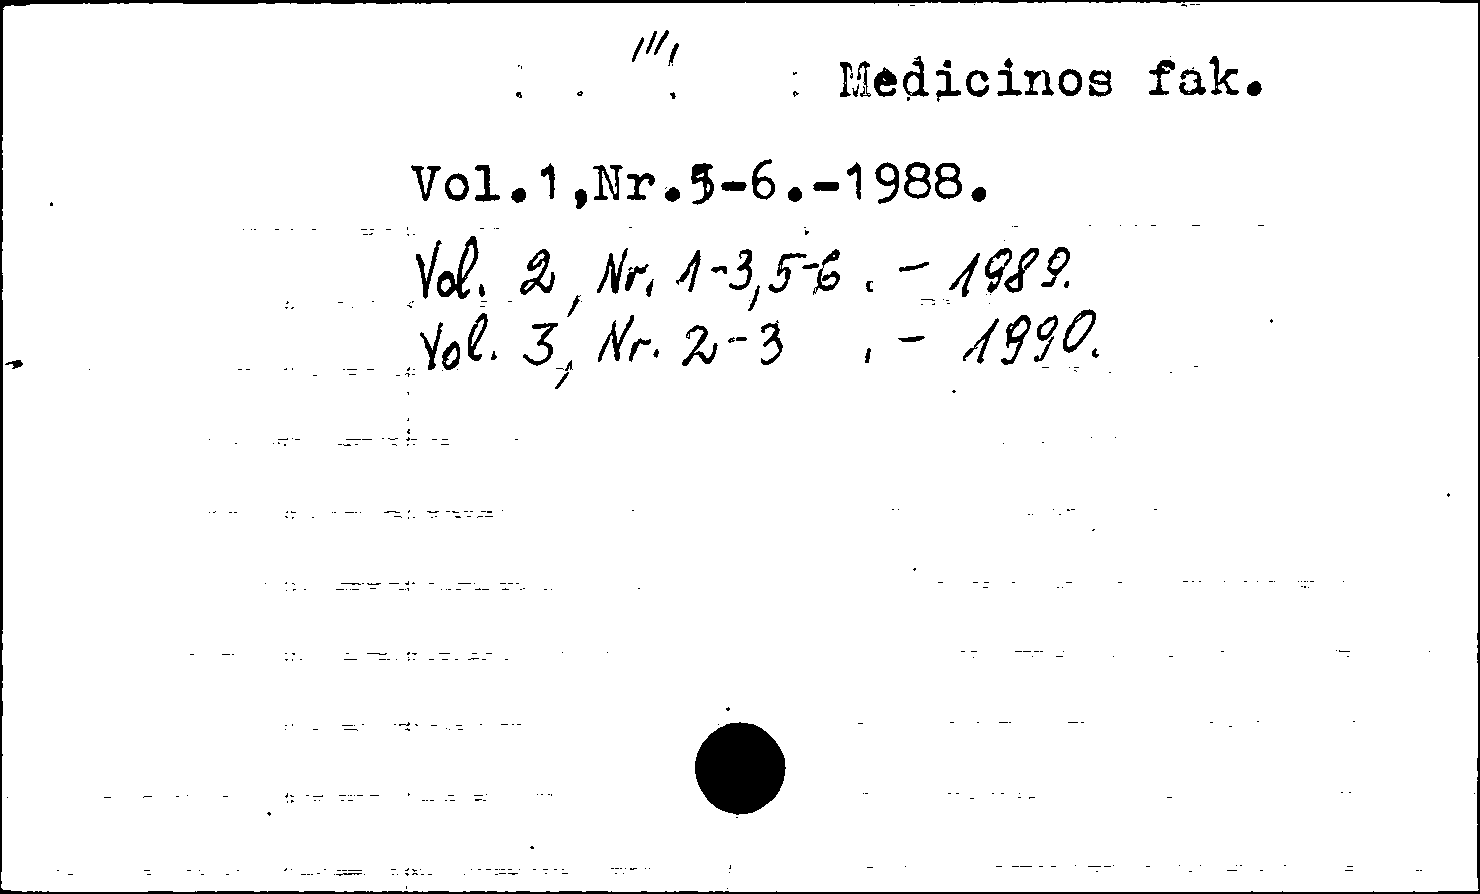 Medicinos fak.
Vol.1,Nr.5-6.-1988.
Vol. 2, Nr. 1-3,5-6. - 1989.
Vol. 3, Nr. 2-3 . - 1990.